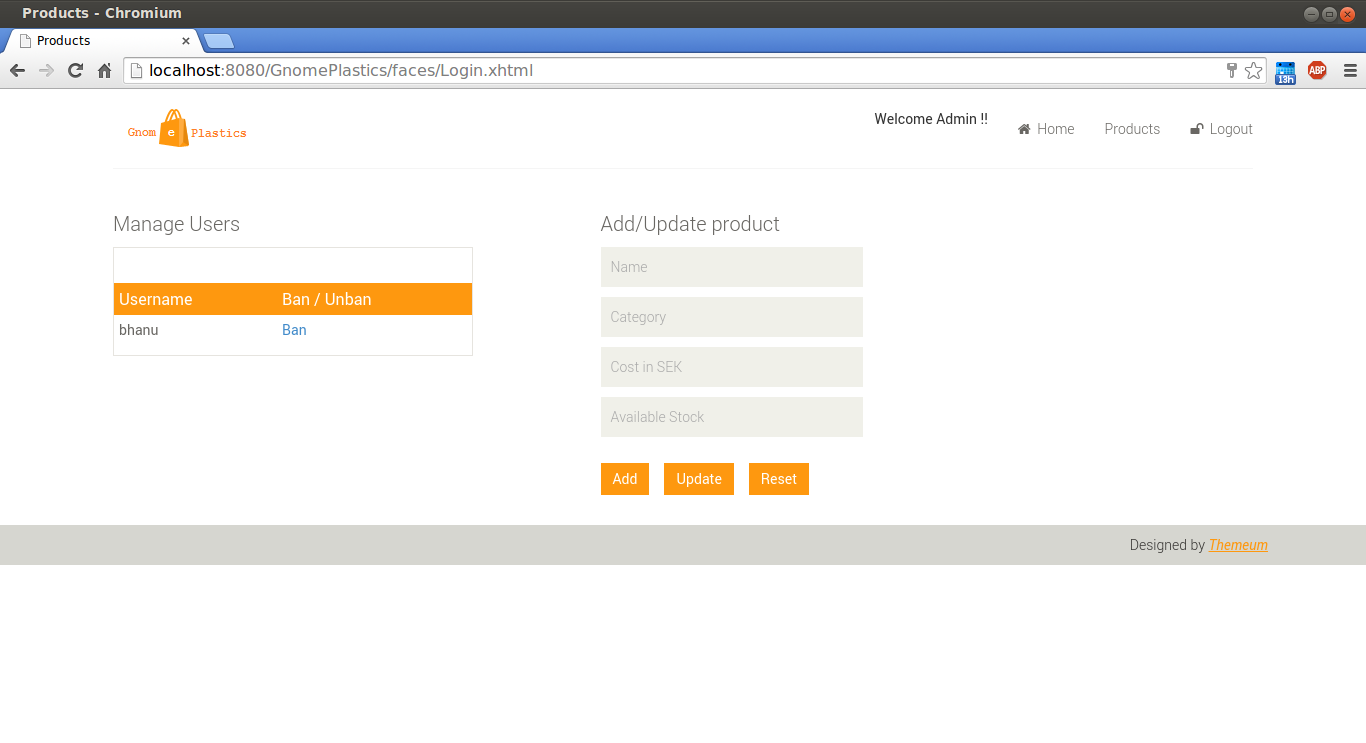 Products - Chromium
Products
localhost:8080/GnomePlastics/faces/Login.xhtml
13h
ABP
Gnom e Plastics
Welcome Admin !!
Home
Products
Logout
Manage Users
Add/Update product
Username
Ban / Unban
bhanu
Ban
Name
Category
Cost in SEK
Available Stock
Add
Update
Reset
Designed by Themeum